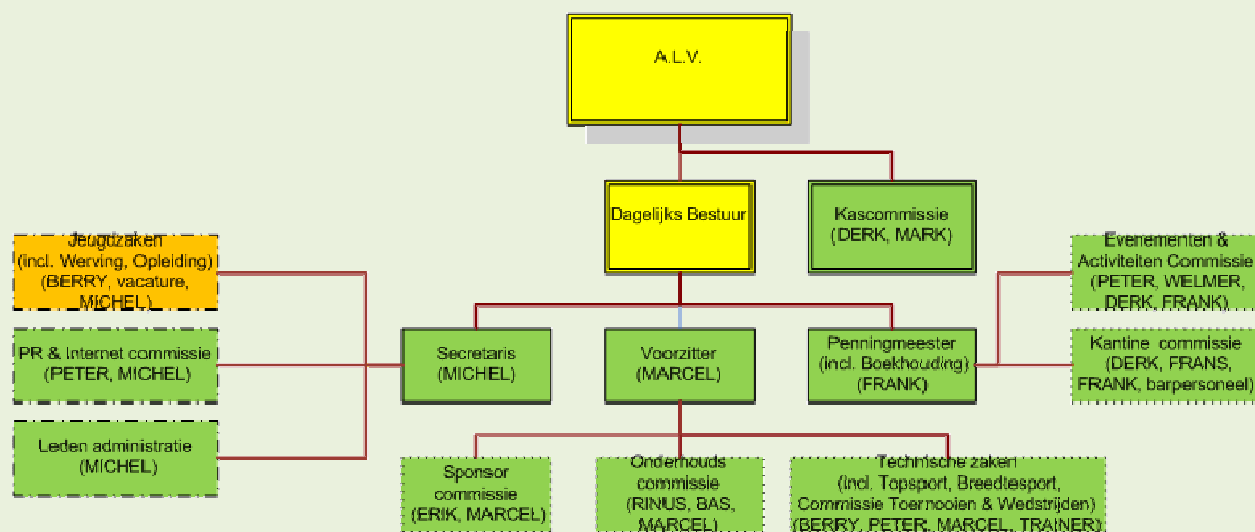 A.L.V.
Dagelijks Bestuur
Kascommissie
(DERK, MARK)
Jeugdzaken
(incl. Werving, Opleiding)
(BERRY, vacature,
MICHEL)
Evenementen &
Activiteiten Commissie
(PETER, WELMER,
DERK, FRANK)
PR & Internet commissie
(PETER, MICHEL)
Secretaris
(MICHEL)
Voorzitter
(MARCEL)
Penningmeester
(incl. Boekhouding)
(FRANK)
Kantine commissie
(DERK, FRANS,
FRANK, barpersoneel)
Leden administratie
(MICHEL)
Sponsor
commissie
(ERIK, MARCEL)
Onderhouds
commissie
(RINUS, BAS,
MARCEL)
Technische zaken
(incl. Topsport, Breedtesport,
Commissie Toernooien & Wedstrijden)
(BERRY, PETER, MARCEL, TRAINER)